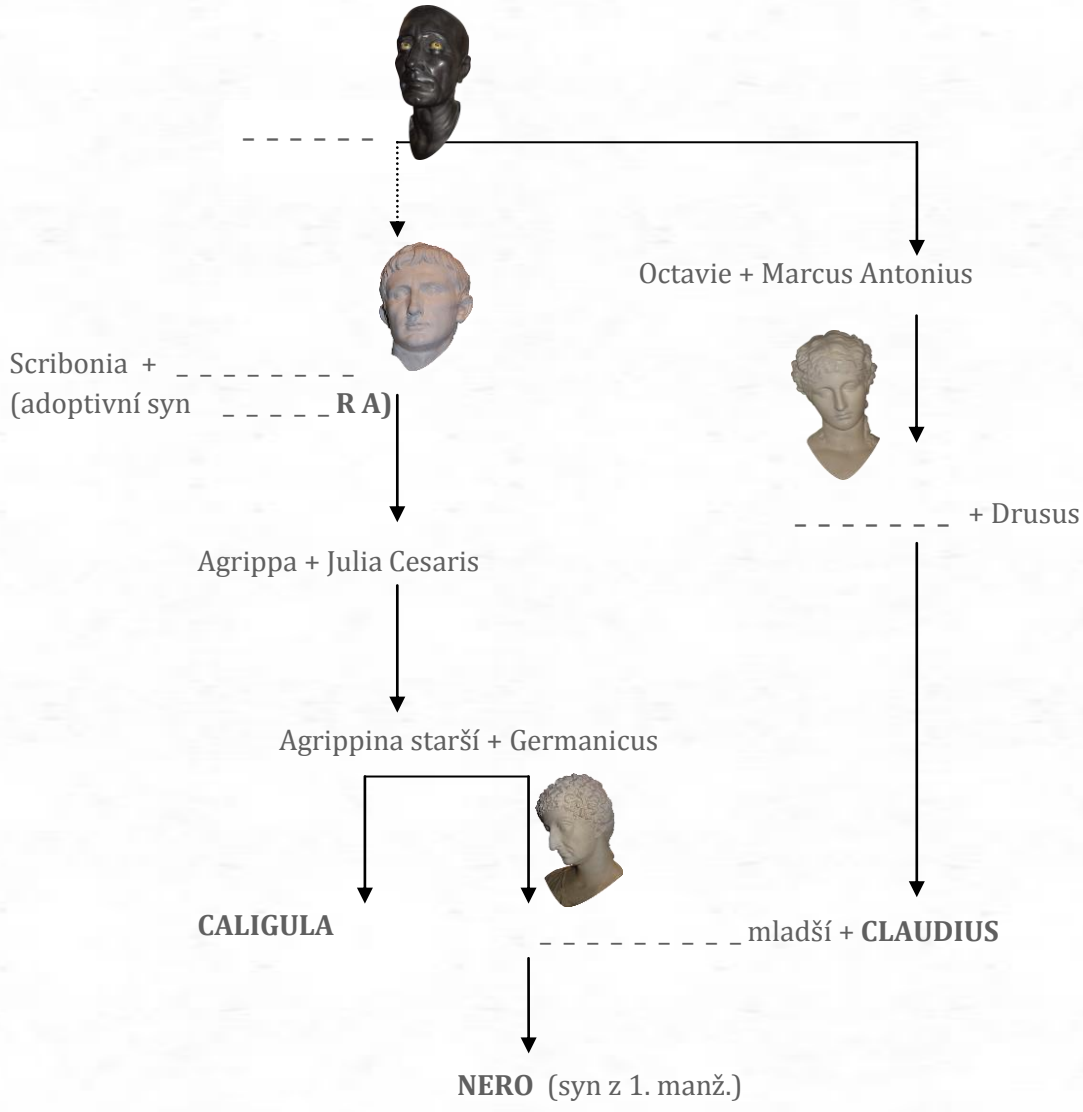 _ _ _ _ _ _
Octavie + Marcus Antonius
Scribonia + _ _ _ _ _ _ _ _
(adoptivní syn _ _ _ _ _ R A)
_ _ _ _ _ _ _ + Drusus
Agrippa + Julia Cesaris
Agrippina starší + Germanicus
CALIGULA
_ _ _ _ _ _ _ _ _ mladší + CLAUDIUS
NERO (syn z 1. manž.)